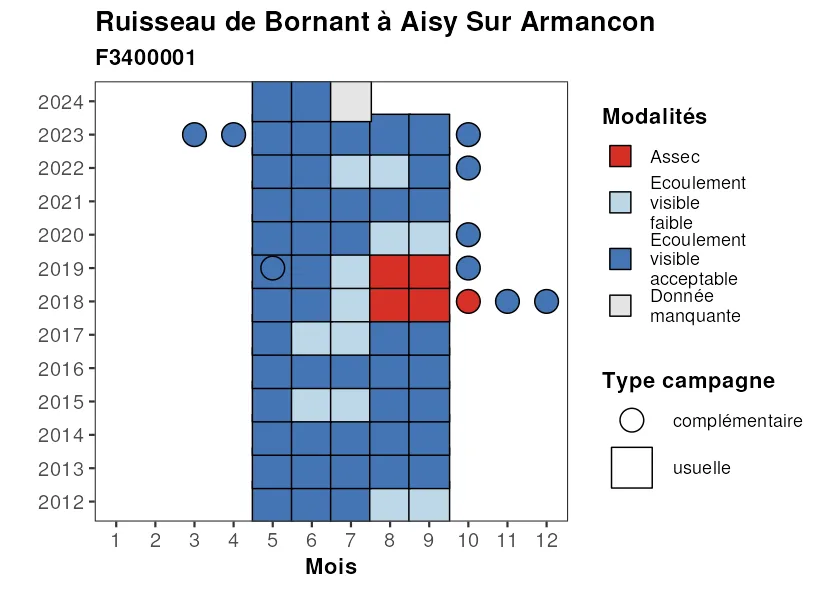 Ruisseau de Bornant à Aisy Sur Armancon
F3400001
2024
2023
2022
2021
2020
2019
2018
2017
2016
2015
2014
2013
2012
1 2 3 4 5 6 7 8 9 10 11 12
Mois
Modalités
Assec
Ecoulement
visible
faible
Ecoulement
visible
acceptable
Donnée
manquante
Type campagne
complémentaire
usuelle